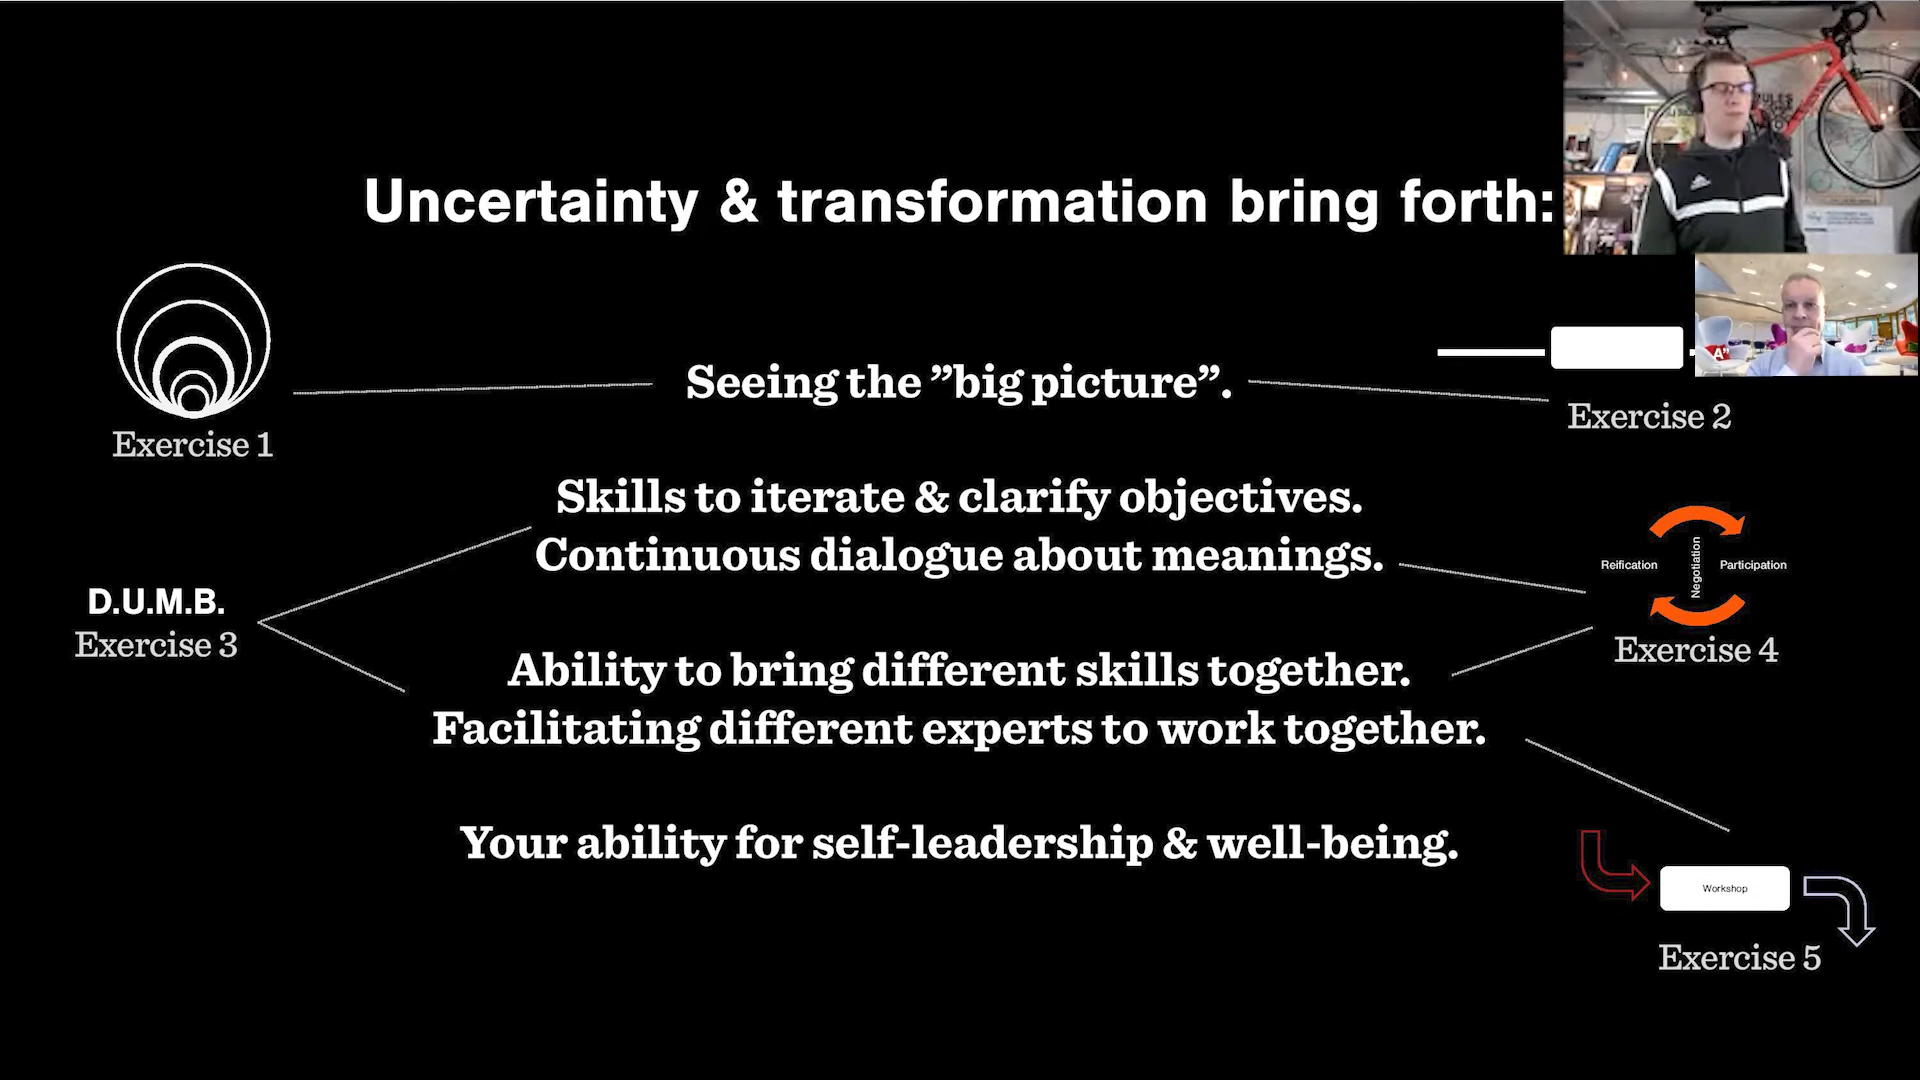 Uncertainty & transformation bring forth:
Seeing the ”big picture”.
Exercise 1
Exercise 2
Skills to iterate & clarify objectives.
Continuous dialogue about meanings.
Reification
Negotiation
Participation
D.U.M.B.
Exercise 3
Exercise 4
Ability to bring different skills together.
Facilitating different experts to work together.
Your ability for self-leadership & well-being.
Workshop
Exercise 5
A”